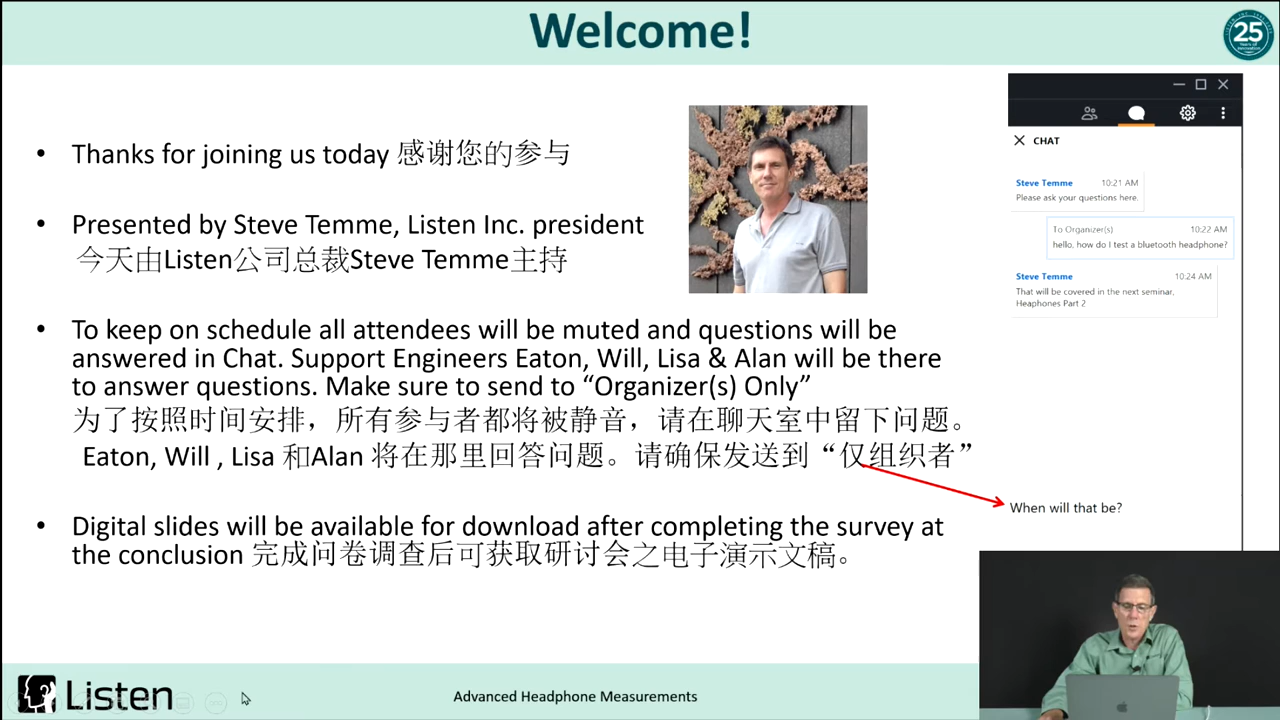 Welcome!
25
Years of
Innovation
• Thanks for joining us today 感谢您的参与
• Presented by Steve Temme, Listen Inc. president
今天由Listen公司总裁Steve Temme主持
• To keep on schedule all attendees will be muted and questions will be
answered in Chat. Support Engineers Eaton, Will, Lisa & Alan will be there
to answer questions. Make sure to send to “Organizer(s) Only”
为了按照时间安排，所有参与者都将被静音，请在聊天室中留下问题。
Eaton, Will , Lisa 和Alan 将在那里回答问题。请确保发送到“仅组织者”
• Digital slides will be available for download after completing the survey at
the conclusion 完成问卷调查后可获取研讨会之电子演示文稿。
CHAT
Steve Temme 10:21 AM
Please ask your questions here.
To Organizer(s) 10:22 AM
hello, how do I test a bluetooth headphone?
Steve Temme 10:24 AM
That will be covered in the next seminar,
Heaphones Part 2
When will that be?
Listen
Advanced Headphone Measurements